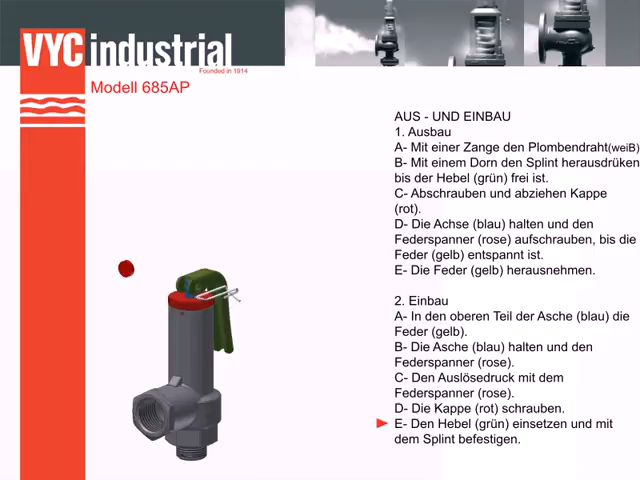 VYC industrial
Founded in 1914
Modell 685AP
AUS - UND EINBAU
1. Ausbau
A- Mit einer Zange den Plombendraht(weiB)
B- Mit einem Dorn den Splint herausdrüken
bis der Hebel (grün) frei ist.
C- Abschrauben und abziehen Kappe
(rot).
D- Die Achse (blau) halten und den
Federspanner (rose) aufschrauben, bis die
Feder (gelb) entspannt ist.
E- Die Feder (gelb) herausnehmen.
2. Einbau
A- In den oberen Teil der Asche (blau) die
Feder (gelb).
B- Die Asche (blau) halten und den
Federspanner (rose).
C- Den Auslösedruck mit dem
Federspanner (rose).
D- Die Kappe (rot) schrauben.
E- Den Hebel (grün) einsetzen und mit
dem Splint befestigen.